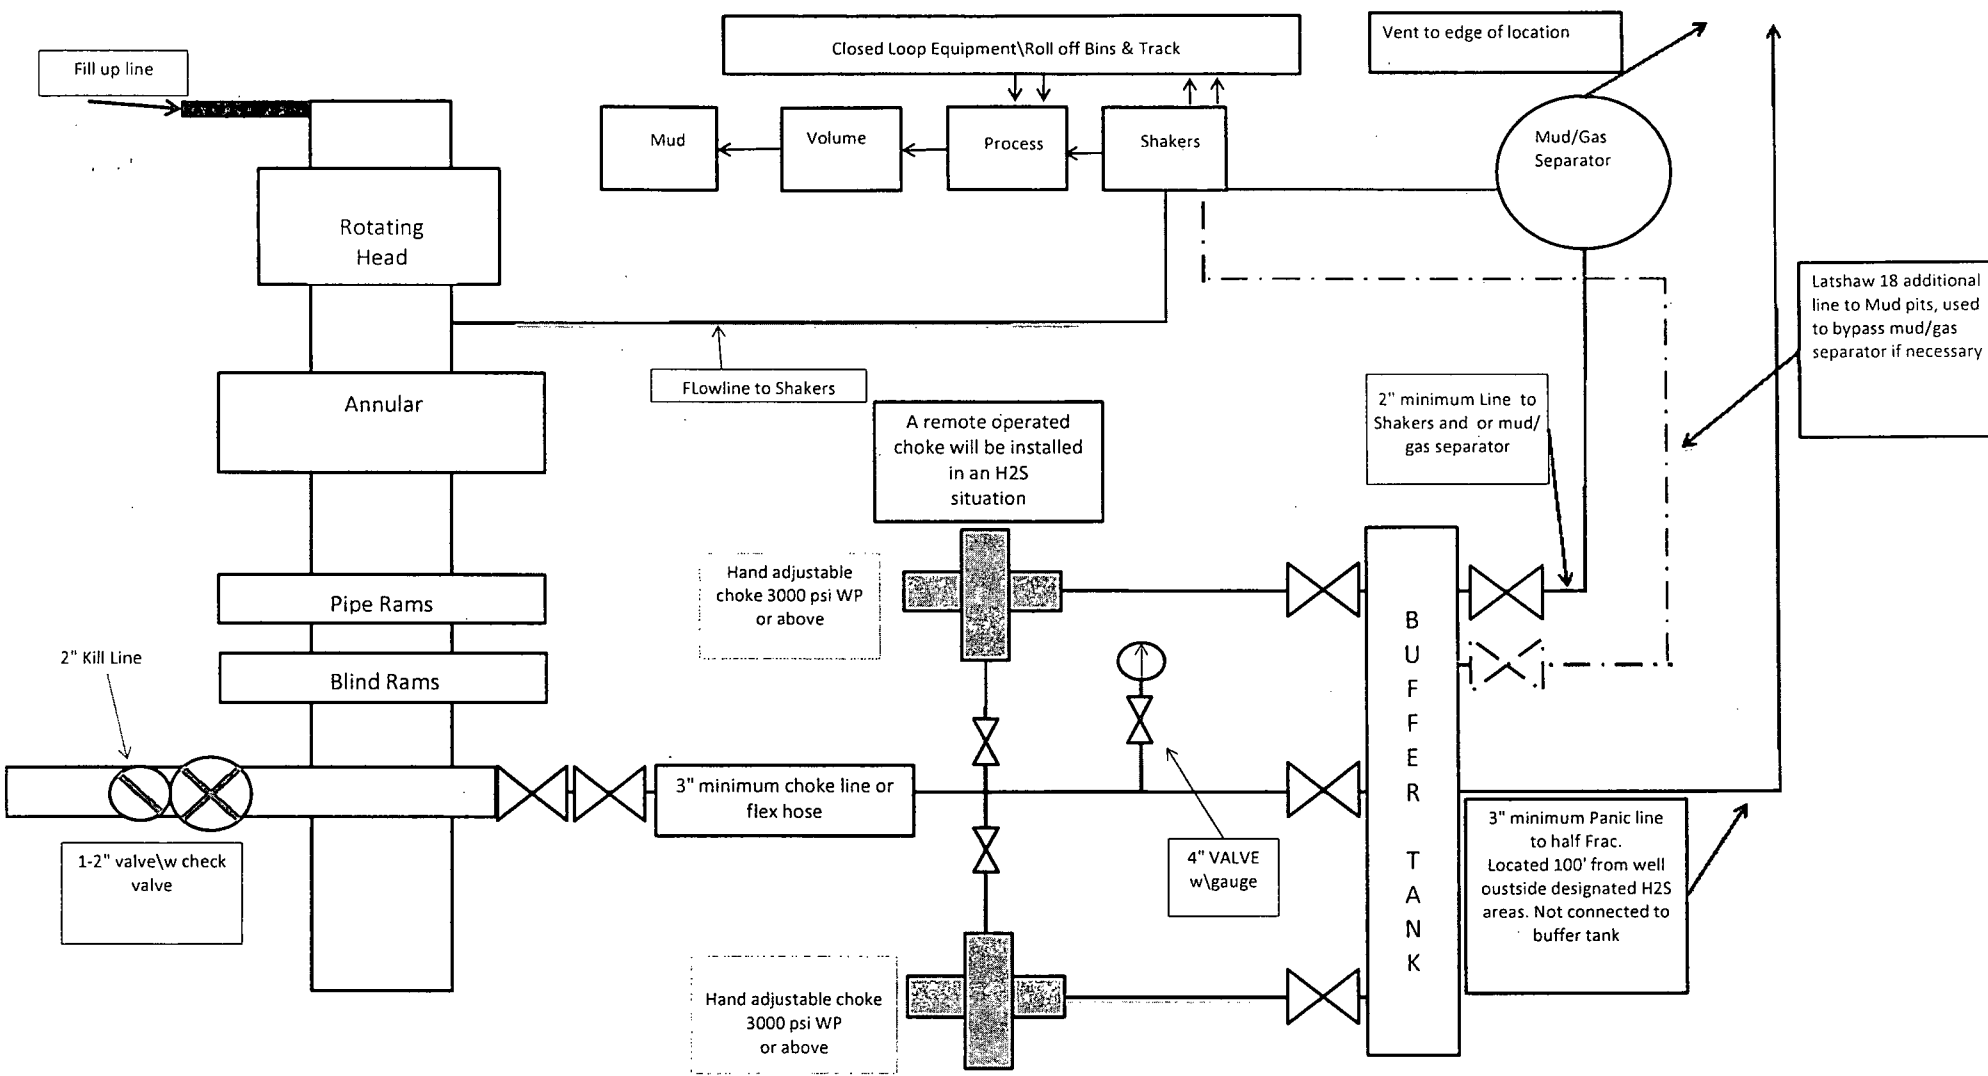 Closed Loop Equipment\Roll off Bins & Track
Vent to edge of location
Fill up line
Mud
Volume
Process
Shakers
Mud/Gas
Separator
Rotating
Head
Latshaw 18 additional
line to Mud pits, used
to bypass mud/gas
separator if necessary
FLowline to Shakers
Annular
2" minimum Line to
Shakers and or mud/
gas separator
A remote operated
choke will be installed
in an H2S
situation
Hand adjustable
choke 3000 psi WP
or above
Pipe Rams
Blind Rams
2" Kill Line
3" minimum choke line or
flex hose
1-2" valve\w check
valve
4" VALVE
w\gauge
B
U
F
F
E
R
T
A
N
K
3" minimum Panic line
to half Frac.
Located 100' from well
oustside designated H2S
areas. Not connected to
buffer tank
Hand adjustable choke
3000 psi WP
or above